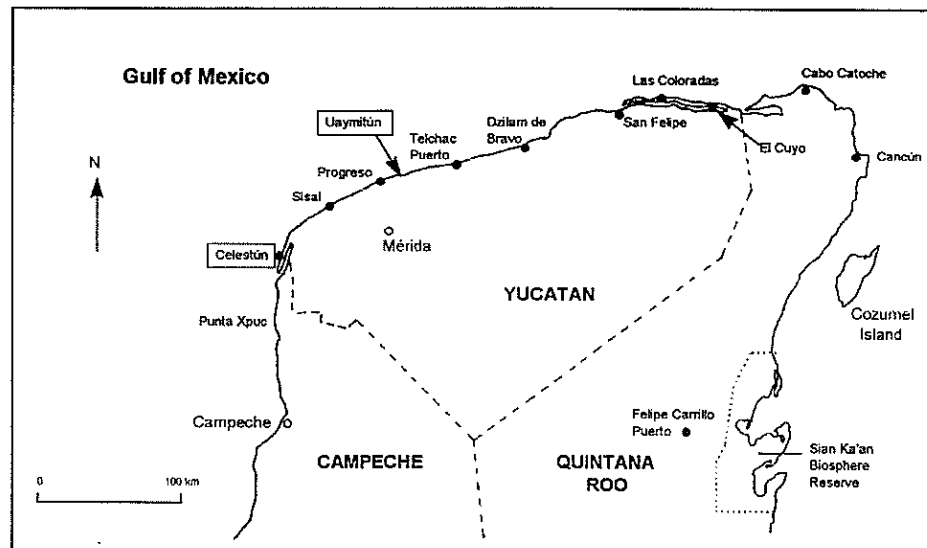 Gulf of Mexico
Las Coloradas
Cabo Catoche
Uaymitún
Telchac
Puerto
Dzilam de
Bravo
San Felipe
El Cuyo
Cancún
N
Progreso
Sisal
Mérida
Celestún
YUCATAN
Cozumel
Island
Punta Xpuc
Campeche
Felipe Carrillo
Puerto
Sian Ka'an
Biosphere
Reserve
CAMPECHE
QUINTANA
ROO
0
100 km